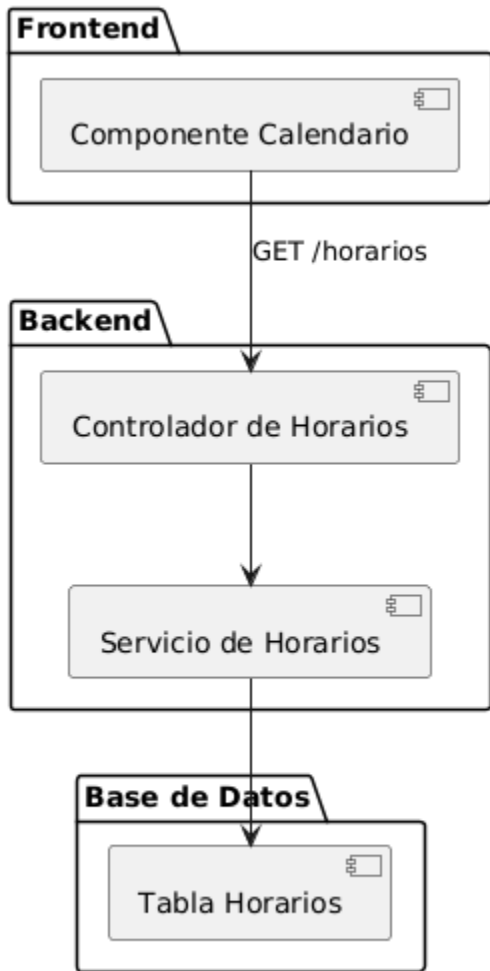 Frontend
Componente Calendario
GET /horarios
Backend
Controlador de Horarios
Servicio de Horarios
Base de Datos
Tabla Horarios